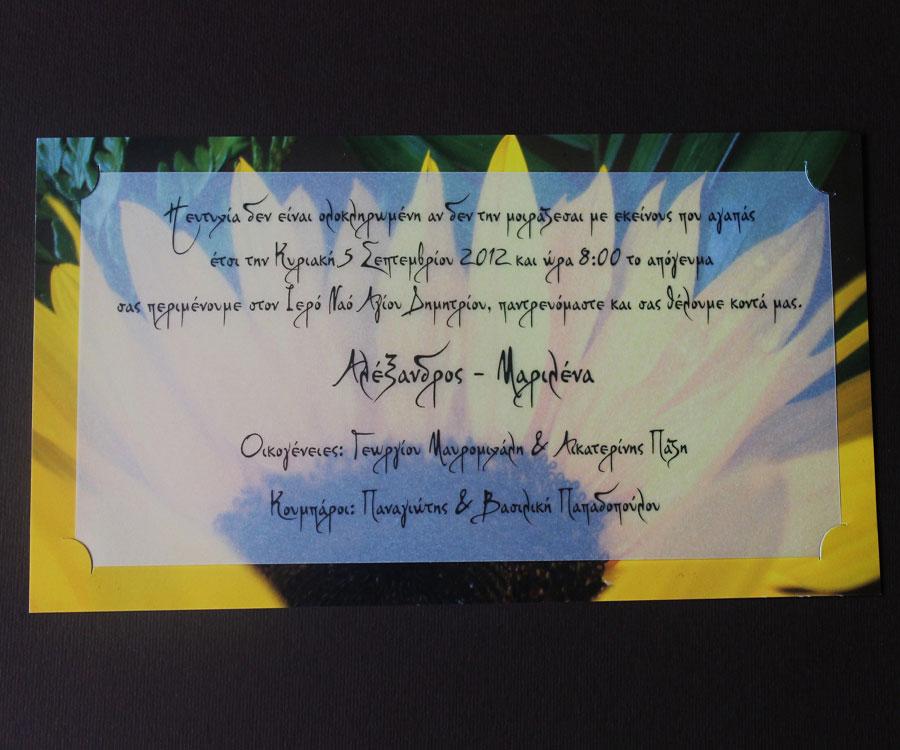 Η ευτυχία δεν είναι ολοκληρωμένη αν δεν την μοιράζεσαι με εκείνους που αγαπάς
έτσι την Κυριακή 5 Σεπτεμβρίου 2012 και ώρα 8:00 το απόγευμα
σας περιμένουμε στον Ιερό Ναό Αγίου Δημητρίου, παντρευόμαστε και σας θέλουμε κοντά μας.
Αλέξανδρος - Μαριλένα
Οικογένειες: Γεωργίου Μαυρομιχάλη & Αικατερίνης Πάζη
Κουμπάροι: Παναγιώτης & Βασιλική Παπαδοπούλου